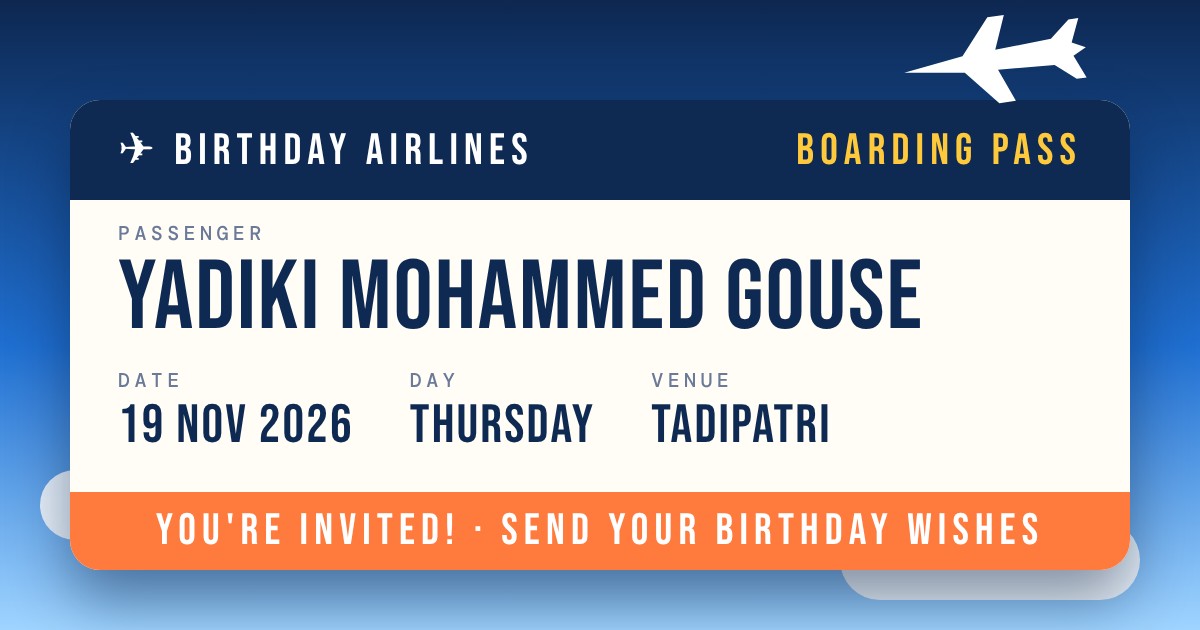 ✈ BIRTHDAY AIRLINES
BOARDING PASS
PASSENGER
YADIKI MOHAMMED GOUSE
DATE
19 NOV 2026
DAY
THURSDAY
VENUE
TADIPATRI
YOU'RE INVITED! · SEND YOUR BIRTHDAY WISHES